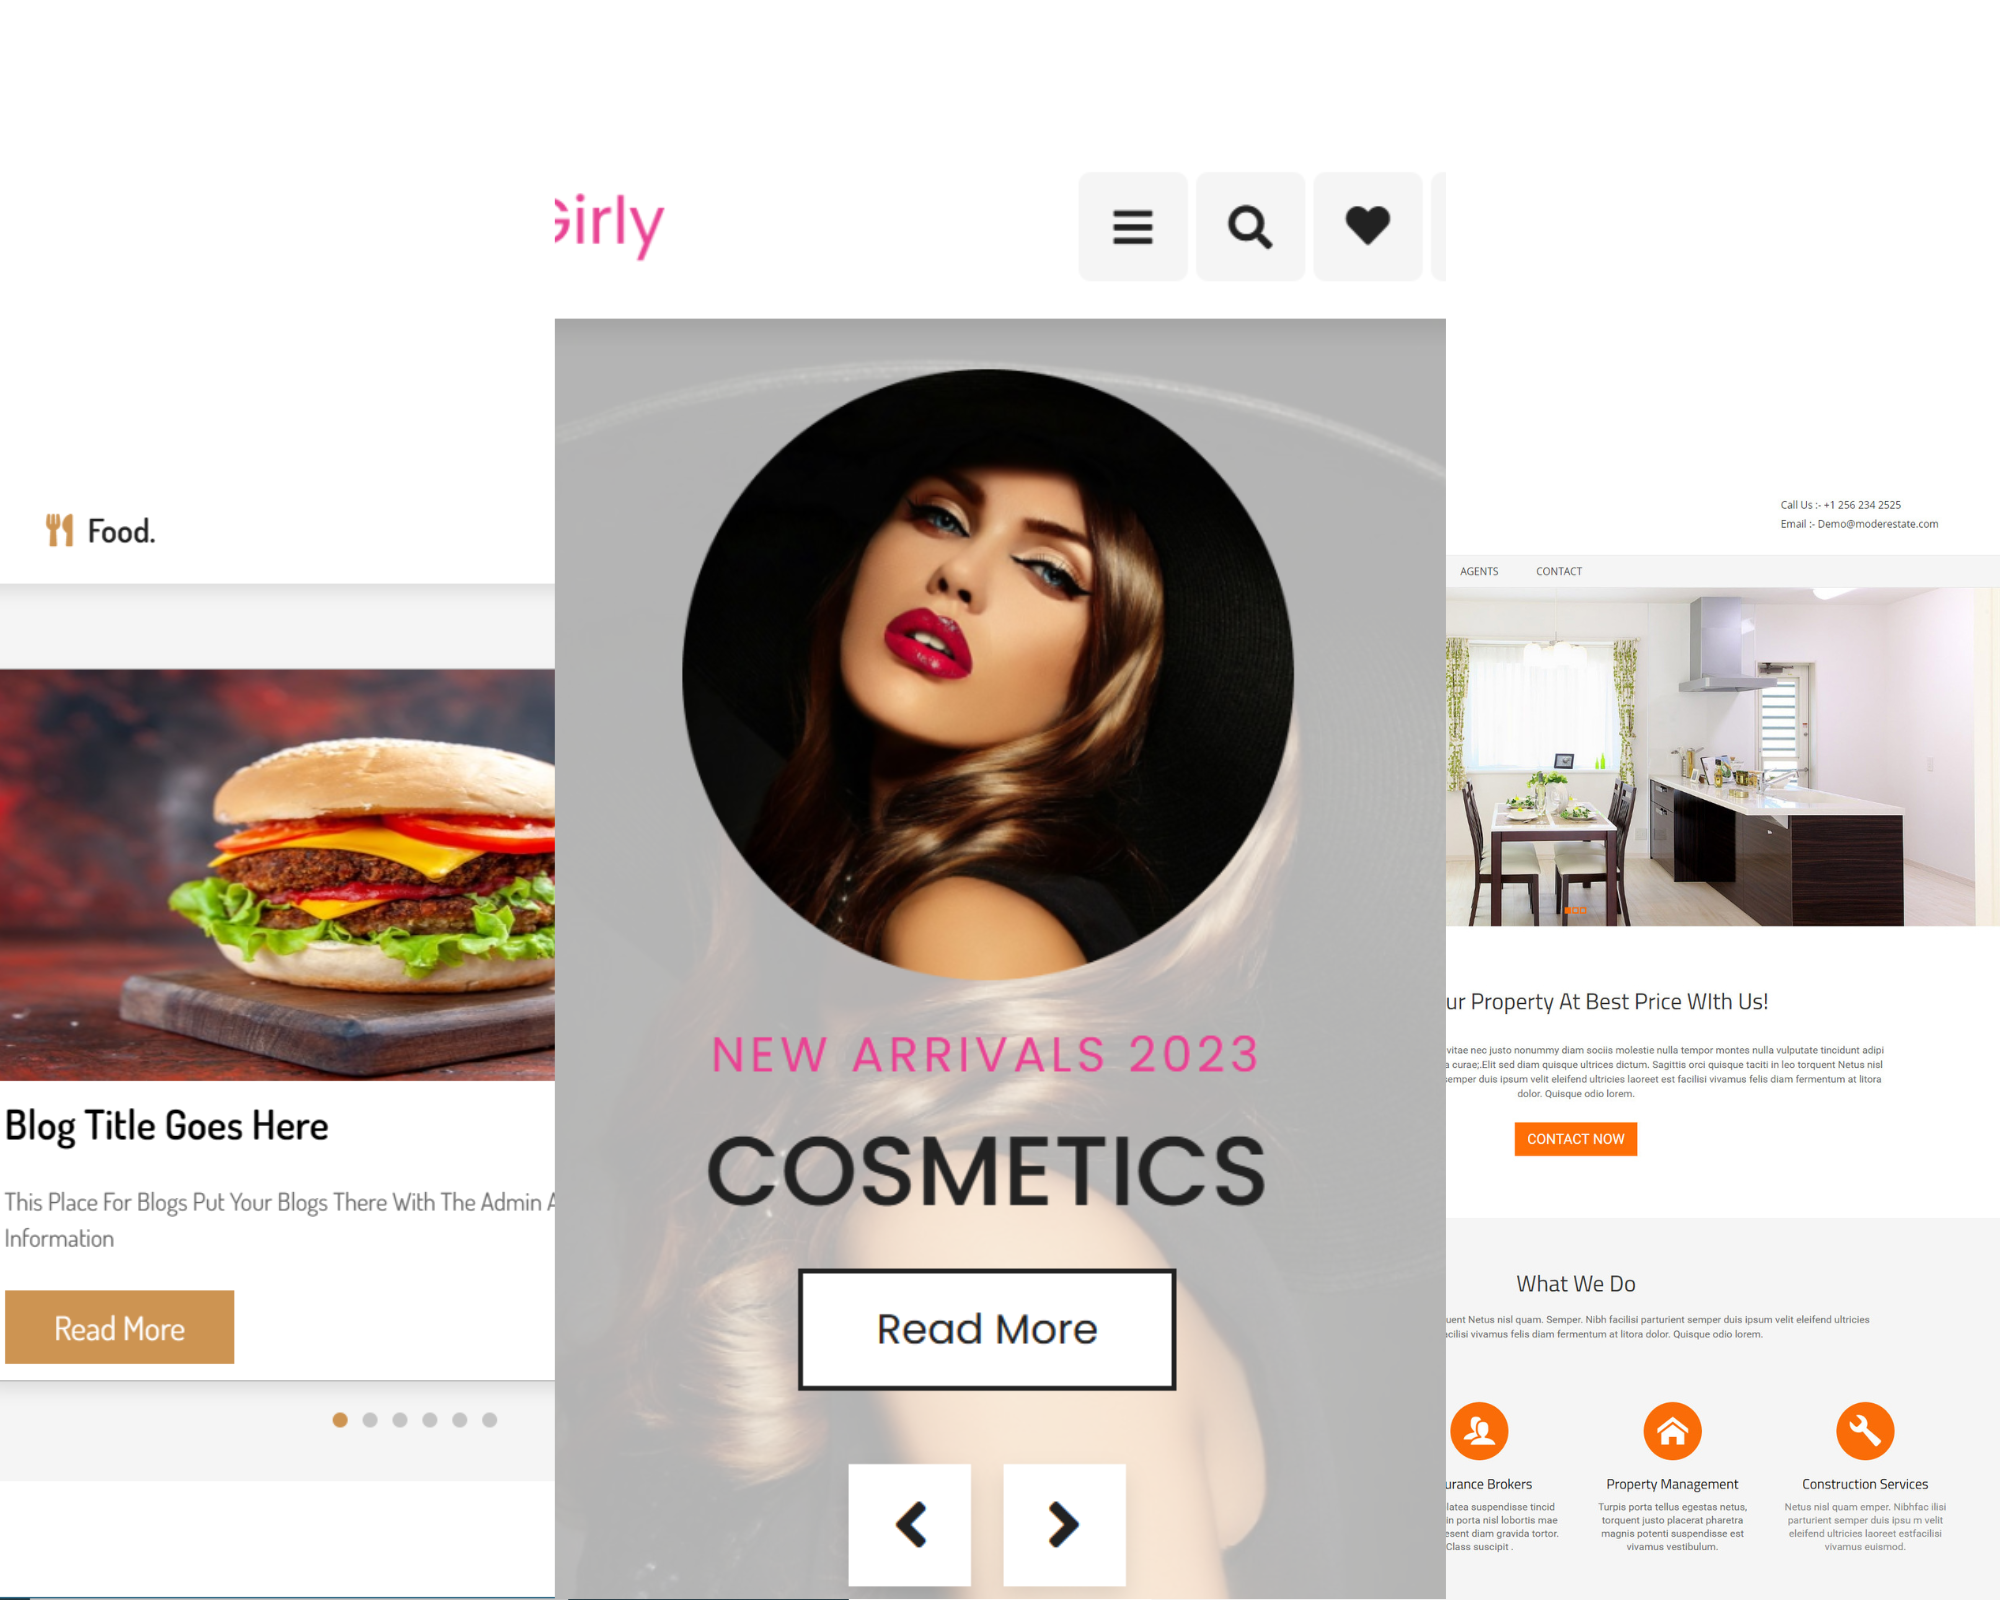 Food.
Blog Title Goes Here
This Place For Blogs Put Your Blogs There With The Admin A
Information
Read More
Girly
NEW ARRIVALS 2023
COSMETICS
Read More
Call Us :- +1 256 234 2525
Email :- Demo@moderestate.com
AGENTS CONTACT
ur Property At Best Price WIth Us!
vitae nec justo nonummy diam sociis molestie nulla tempor montes nulla vulputate tincidunt adipi
a curae;.Elit sed diam quisque ultrices dictum. Sagittis orci quisque taciti in leo torquent Netus nisl
semper duis ipsum velit eleifend ultricies laoreet est facilisi vivamus felis diam fermentum at litora
dolor. Quisque odio lorem.
CONTACT NOW
What We Do
uent Netus nisl quam. Semper. Nibh facilisi parturient semper duis ipsum velit eleifend ultricies
acilisi vivamus felis diam fermentum at litora dolor. Quisque odio lorem.
urance Brokers
latea suspendisse tincid
in porta nisl lobortis mae
esent diam gravida tortor.
Class suscipit .
Property Management
Turpis porta tellus egestas netus,
torquent justo placerat pharetra
magnis potenti suspendisse est
vivamus vestibulum.
Construction Services
Netus nisl quam emper. Nibhfac ilisi
parturient semper duis ipsu m velit
eleifend ultricies laoreet estfacilisi
vivamus euismod.